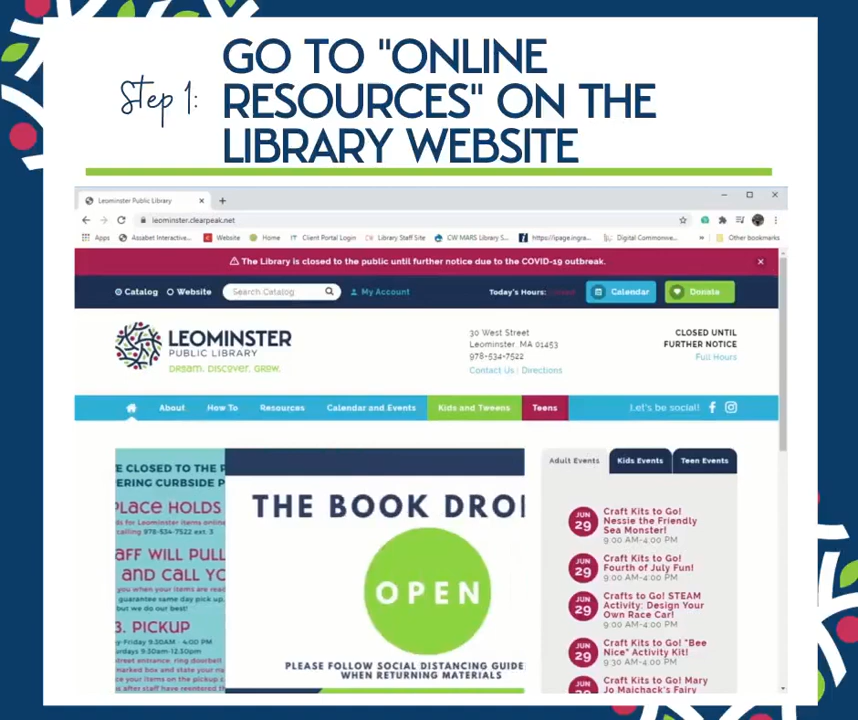 Step 1:
GO TO "ONLINE
RESOURCES" ON THE
LIBRARY WEBSITE
Leominster Public Library
leominster.clearpeak.net
Apps
Assabet Interactive...
Website
Home
Client Portal Login
Library Staff Site
CW MARS Library S...
https://ipage.ingra...
Digital Commonwe...
Other bookmarks
The Library is closed to the public until further notice due to the COVID-19 outbreak.
Catalog
Website
Search Catalog
My Account
Today's Hours: Closed
Calendar
Donate
LEOMINSTER
PUBLIC LIBRARY
DREAM. DISCOVER. GROW.
30 West Street
Leominster, MA 01453
978-534-7522
Contact Us | Directions
CLOSED UNTIL
FURTHER NOTICE
Full Hours
About
How To
Resources
Calendar and Events
Kids and Tweens
Teens
Let's be social!
E CLOSED TO THE P
ERING CURBSIDE P
PLACE HOLDS
ds for Leominster items online
calling 978-534-7522 ext. 3
AFF WILL PULL
AND CALL YO
you when your items are read
guarantee same day pick up,
but we do our best!
3. PICKUP
y-Friday 9:30AM - 4:00 PM
urdays 9:30am-12:30pm
street entrance, ring doorbell
marked box and state your na
ce your items on the pickup c
s after staff have reentered th
THE BOOK DRO
OPEN
PLEASE FOLLOW SOCIAL DISTANCING GUIDE
WHEN RETURNING MATERIALS
Adult Events
Kids Events
Teen Events
JUN
29
Craft Kits to Go!
Nessie the Friendly
Sea Monster!
9:00 AM-4:00 PM
JUN
29
Craft Kits to Go!
Fourth of July Fun!
9:00 AM-4:00 PM
JUN
29
Crafts to Go! STEAM
Activity: Design Your
Own Race Car!
9:00 AM-4:00 PM
JUN
29
Craft Kits to Go! "Bee
Nice" Activity Kit!
9:30 AM-4:00 PM
JUN
29
Craft Kits to Go! Mary
Jo Maichack's Fairy